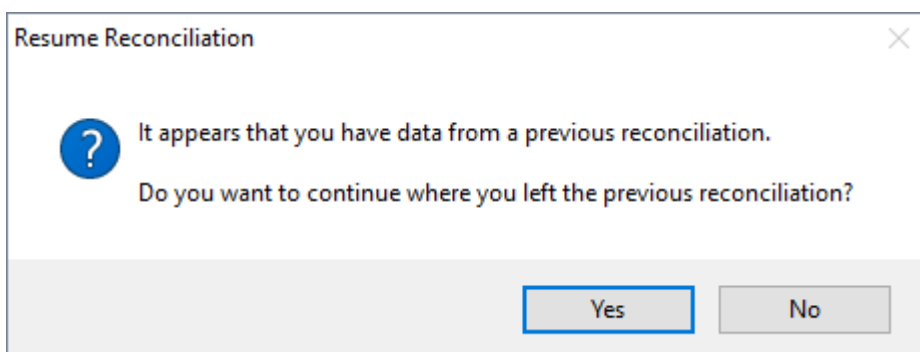 Resume Reconciliation
It appears that you have data from a previous reconciliation.
Do you want to continue where you left the previous reconciliation?
Yes
No